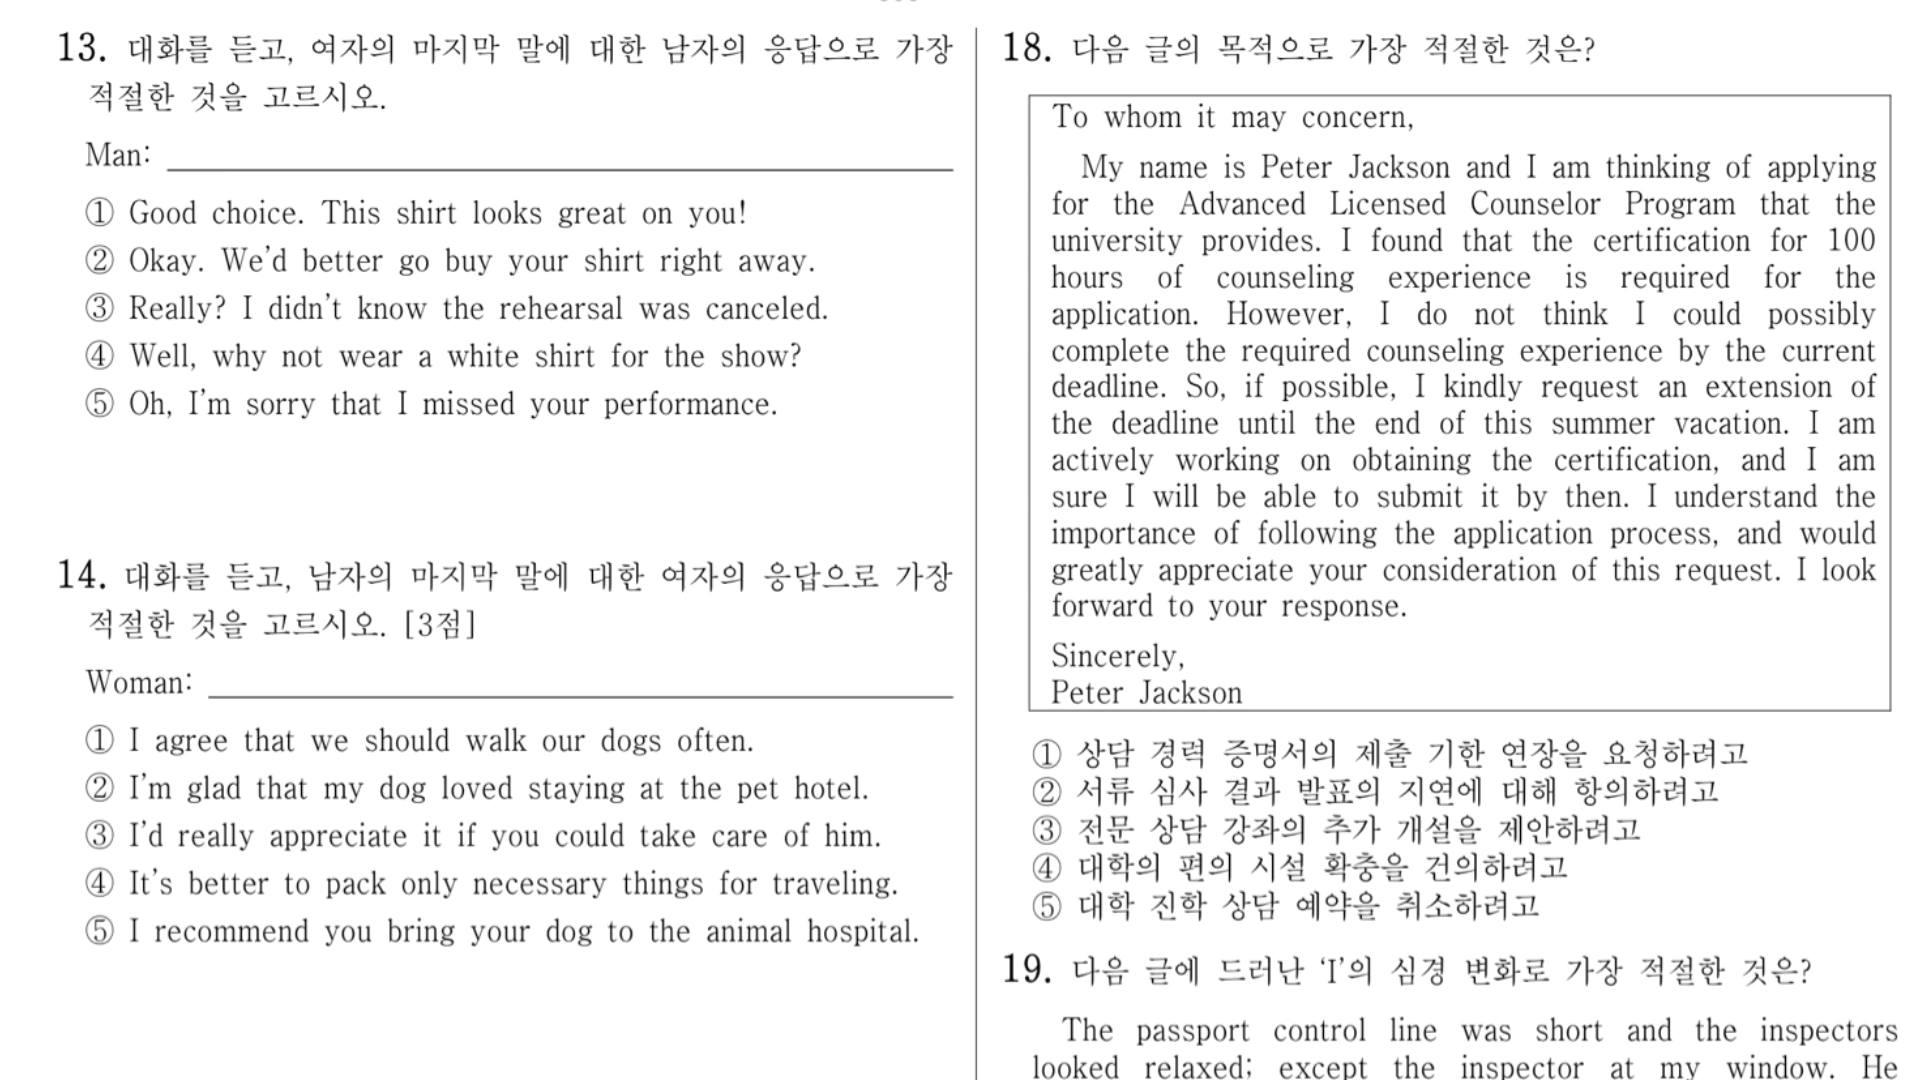 13. 대화를 듣고, 여자의 마지막 말에 대한 남자의 응답으로 가장
적절한 것을 고르시오.
Man:
① Good choice. This shirt looks great on you!
② Okay. We'd better go buy your shirt right away.
③ Really? I didn't know the rehearsal was canceled.
④ Well, why not wear a white shirt for the show?
⑤ Oh, I'm sorry that I missed your performance.
14. 대화를 듣고, 남자의 마지막 말에 대한 여자의 응답으로 가장
적절한 것을 고르시오. [3점]
Woman:
① I agree that we should walk our dogs often.
② I'm glad that my dog loved staying at the pet hotel.
③ I'd really appreciate it if you could take care of him.
④ It's better to pack only necessary things for traveling.
⑤ I recommend you bring your dog to the animal hospital.
18. 다음 글의 목적으로 가장 적절한 것은?
To whom it may concern,
My name is Peter Jackson and I am thinking of applying
for the Advanced Licensed Counselor Program that the
university provides. I found that the certification for 100
hours of counseling experience is required for the
application. However, I do not think I could possibly
complete the required counseling experience by the current
deadline. So, if possible, I kindly request an extension of
the deadline until the end of this summer vacation. I am
actively working on obtaining the certification, and I am
sure I will be able to submit it by then. I understand the
importance of following the application process, and would
greatly appreciate your consideration of this request. I look
forward to your response.
Sincerely,
Peter Jackson
① 상담 경력 증명서의 제출 기한 연장을 요청하려고
② 서류 심사 결과 발표의 지연에 대해 항의하려고
③ 전문 상담 강좌의 추가 개설을 제안하려고
④ 대학의 편의 시설 확충을 건의하려고
⑤ 대학 진학 상담 예약을 취소하려고
19. 다음 글에 드러난 'I'의 심경 변화로 가장 적절한 것은?
The passport control line was short and the inspectors
looked relaxed; except the inspector at my window. He